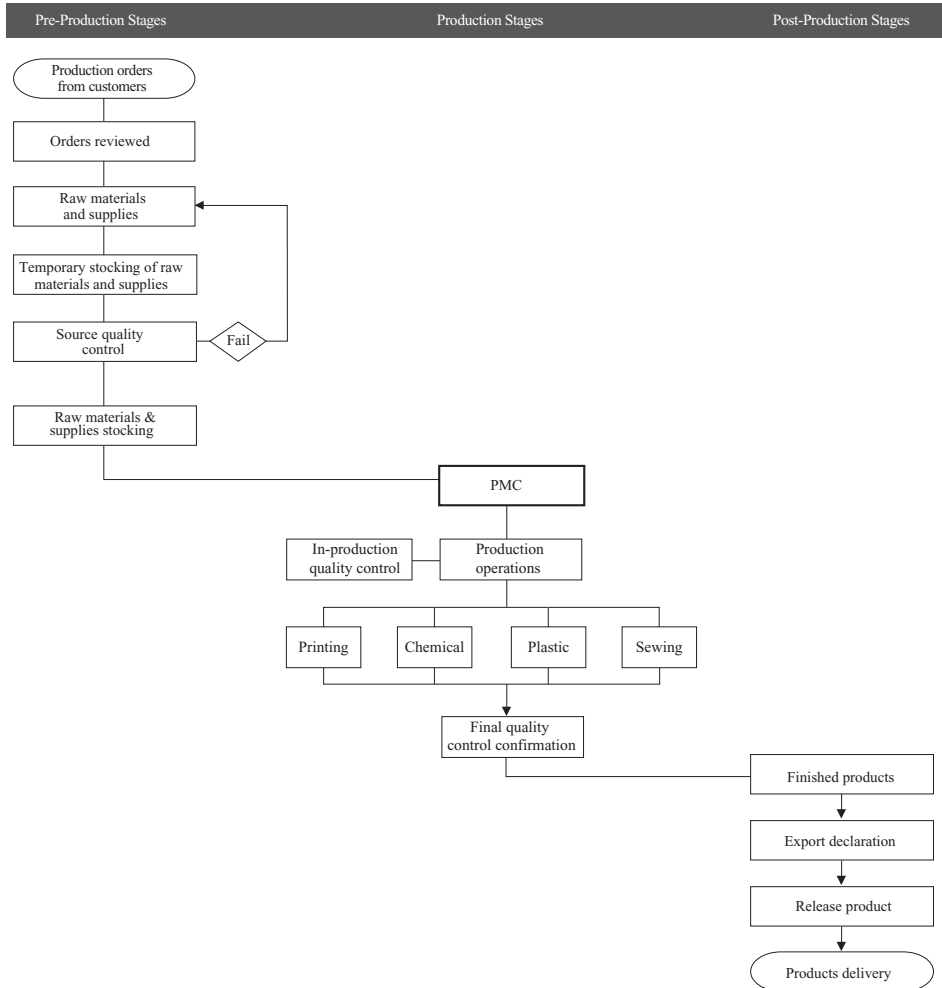 Pre-Production Stages
Production Stages
Post-Production Stages
Production orders
from customers
Orders reviewed
Raw materials
and supplies
Temporary stocking of raw
materials and supplies
Source quality
control
Fail
Raw materials &
supplies stocking
PMC
In-production
quality control
Production
operations
Printing
Chemical
Plastic
Sewing
Final quality
control confirmation
Finished products
Export declaration
Release product
Products delivery